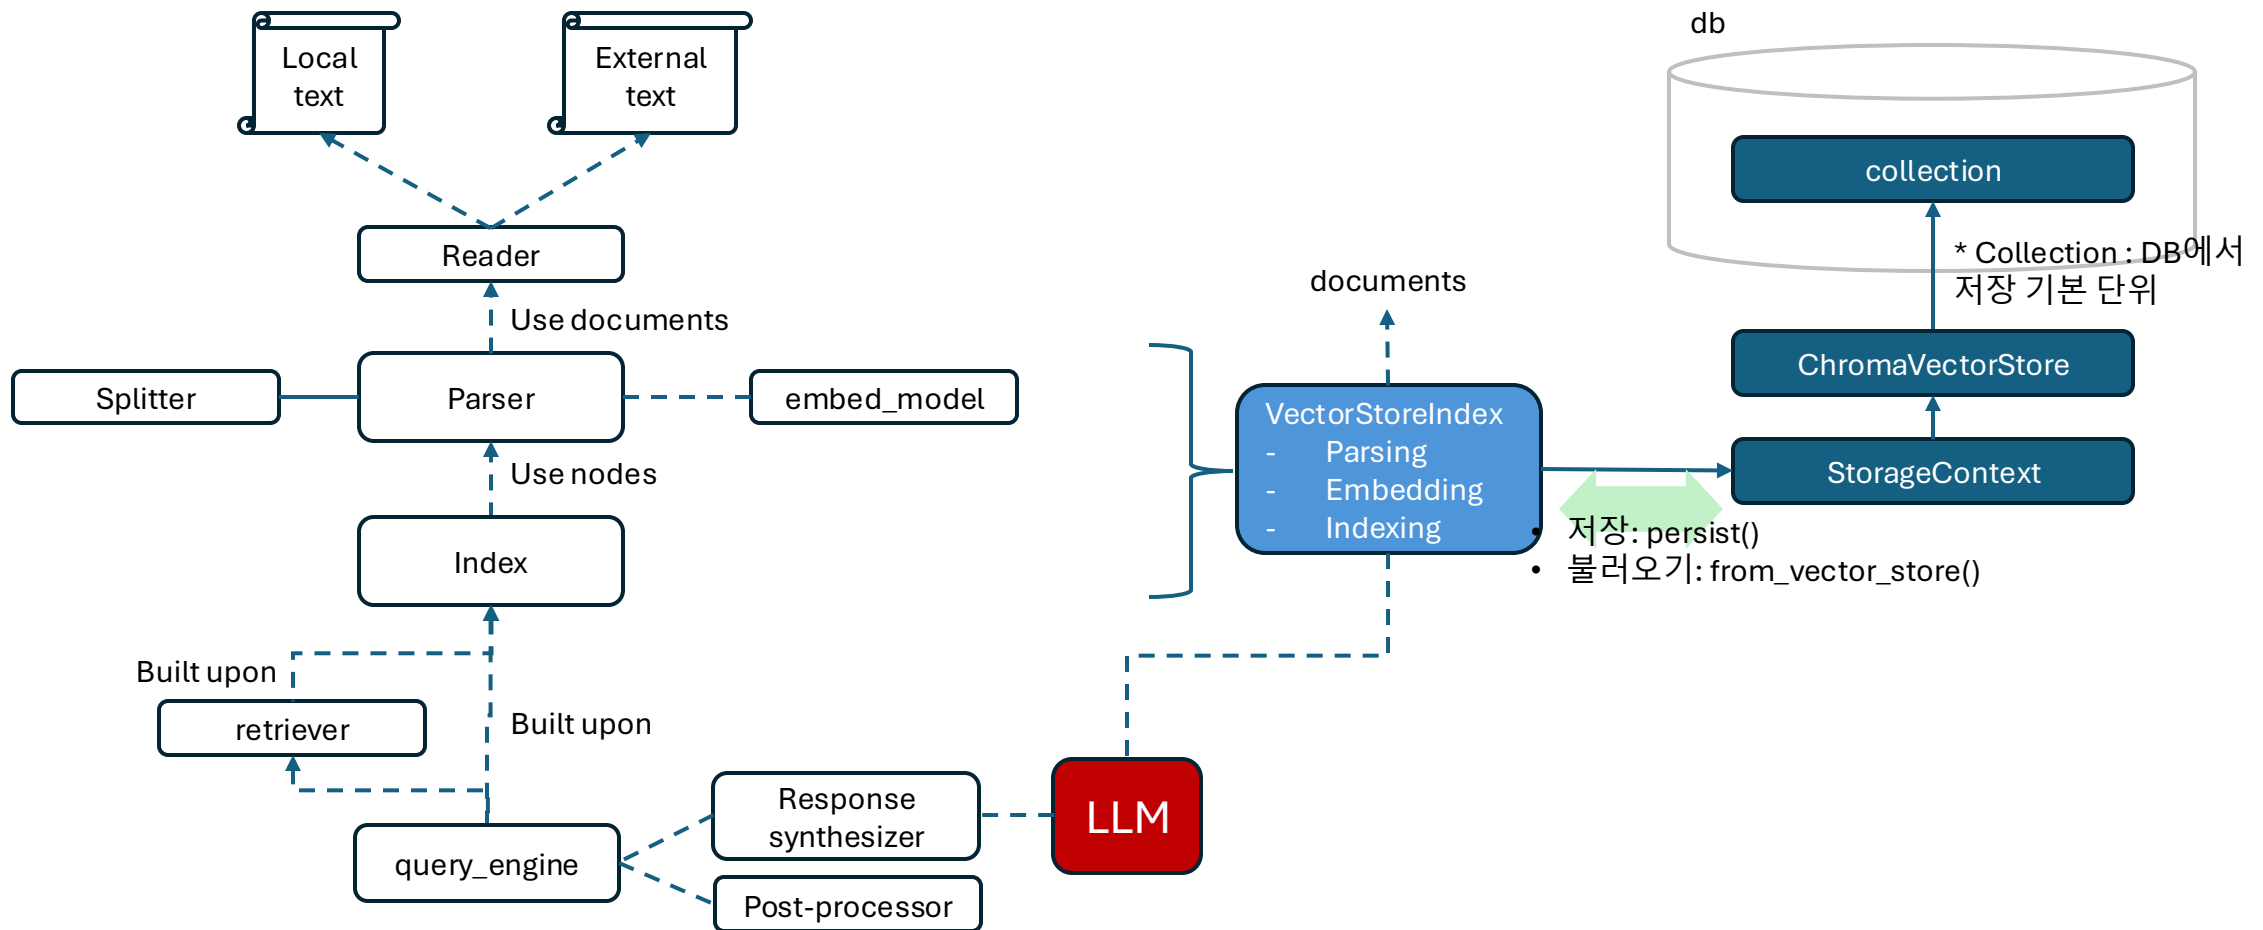 Local
text
External
text
Reader
Use documents
Splitter
Parser
embed_model
Use nodes
Index
Built upon
retriever
Built upon
query_engine
Response
synthesizer
Post-processor
LLM
documents
VectorStoreIndex
- Parsing
- Embedding
- Indexing
• 저장: persist()
• 불러오기: from_vector_store()
db
collection
* Collection : DB에서
저장 기본 단위
ChromaVectorStore
StorageContext